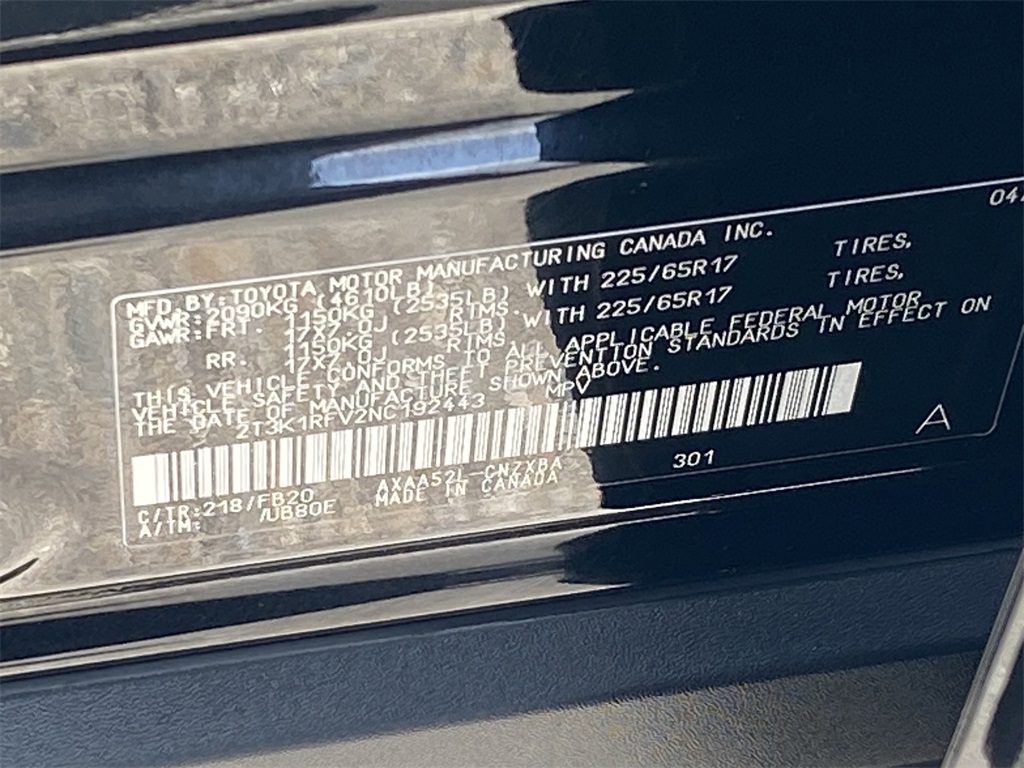 04
MFD. BY: TOYOTA MOTOR MANUFACTURING CANADA INC.
GVWR: 2090KG (4610LB)
GAWR: FRT. 1150KG (2535LB) WITH 225/65R17 TIRES,
17X7.0J RIMS.
RR. 1150KG (2535LB) WITH 225/65R17 TIRES,
17X7.0J RIMS.
THIS VEHICLE CONFORMS TO ALL APPLICABLE FEDERAL MOTOR
VEHICLE SAFETY AND THEFT PREVENTION STANDARDS IN EFFECT ON
THE DATE OF MANUFACTURE SHOWN ABOVE.
2T3K1RFV2NC192443 MPV
A
C/TR: 218/FB20 AXAA52L-CNZXBA 301
A/TM: /UB80E MADE IN CANADA